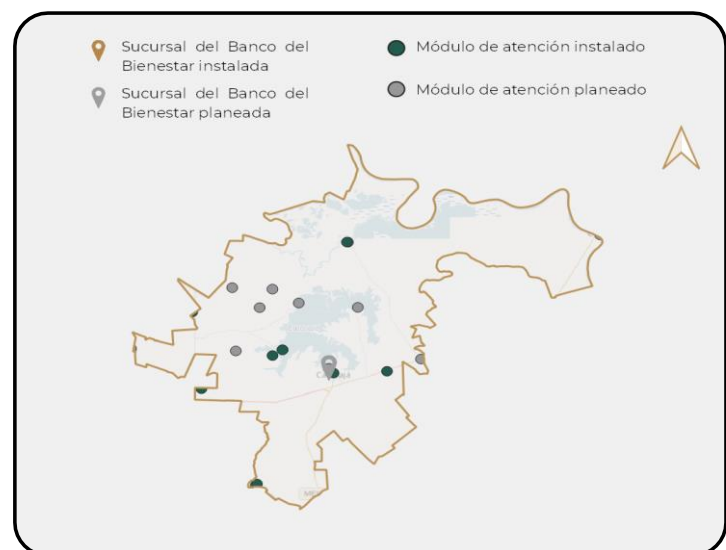 Sucursal del Banco del
Bienestar instalada
Sucursal del Banco del
Bienestar planeada
Módulo de atención instalado
Módulo de atención planeado